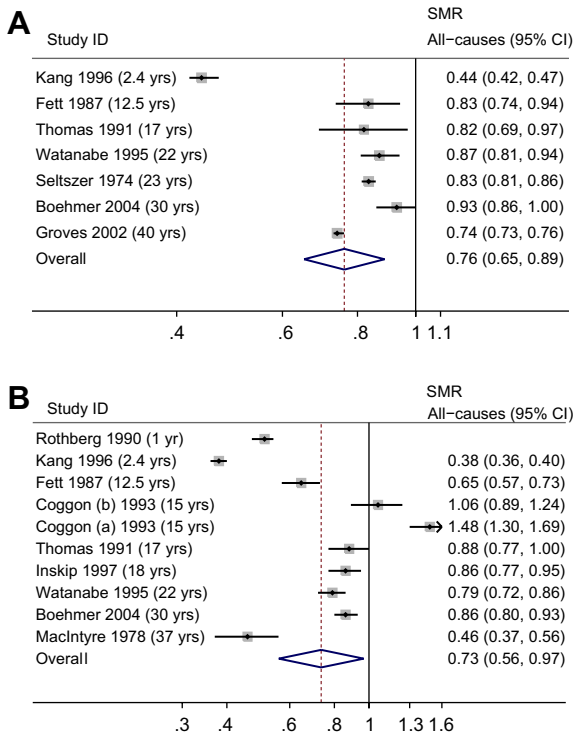 A
SMR
Study ID All−causes (95% CI)
Kang 1996 (2.4 yrs) 0.44 (0.42, 0.47)
Fett 1987 (12.5 yrs) 0.83 (0.74, 0.94)
Thomas 1991 (17 yrs) 0.82 (0.69, 0.97)
Watanabe 1995 (22 yrs) 0.87 (0.81, 0.94)
Seltszer 1974 (23 yrs) 0.83 (0.81, 0.86)
Boehmer 2004 (30 yrs) 0.93 (0.86, 1.00)
Groves 2002 (40 yrs) 0.74 (0.73, 0.76)
Overall 0.76 (0.65, 0.89)
.4 .6 .8 1 1.1
B
SMR
Study ID All−causes (95% CI)
Rothberg 1990 (1 yr)
Kang 1996 (2.4 yrs) 0.38 (0.36, 0.40)
Fett 1987 (12.5 yrs) 0.65 (0.57, 0.73)
Coggon (b) 1993 (15 yrs) 1.06 (0.89, 1.24)
Coggon (a) 1993 (15 yrs) 1.48 (1.30, 1.69)
Thomas 1991 (17 yrs) 0.88 (0.77, 1.00)
Inskip 1997 (18 yrs) 0.86 (0.77, 0.95)
Watanabe 1995 (22 yrs) 0.79 (0.72, 0.86)
Boehmer 2004 (30 yrs) 0.86 (0.80, 0.93)
MacIntyre 1978 (37 yrs) 0.46 (0.37, 0.56)
Overall 0.73 (0.56, 0.97)
.3 .4 .6 .8 1 1.3 1.6